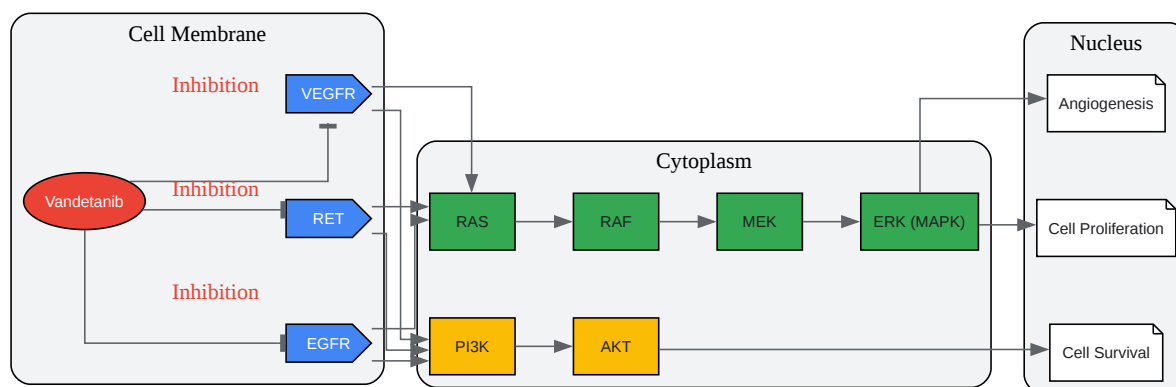 Cell Membrane
Inhibition
VEGFR
Vandetanib
Inhibition
RET
Inhibition
EGFR
Cytoplasm
RAS
RAF
MEK
ERK (MAPK)
PI3K
AKT
Nucleus
Angiogenesis
Cell Proliferation
Cell Survival